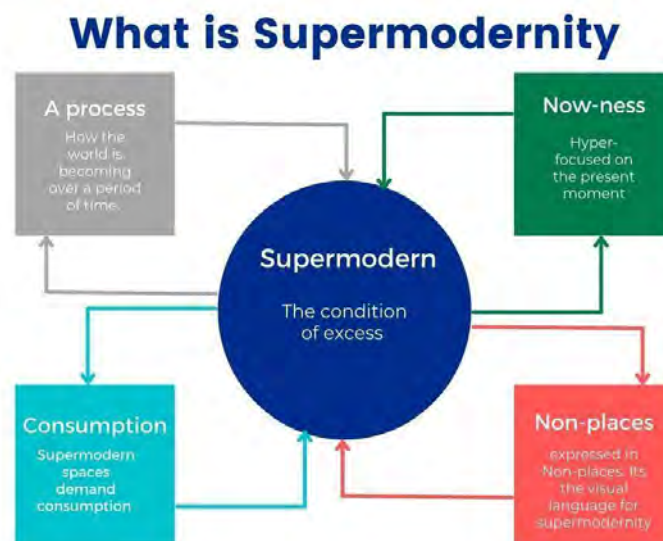 What is Supermodernity
A process
How the
world is
becoming
over a period
of time.
Now-ness
Hyper-
focused on
the present
moment
Supermodern
The condition
of excess
Consumption
Supermodern
spaces
demand
consumption
Non-places
expressed in
Non-places. Its
the visual
language for
supermodernity